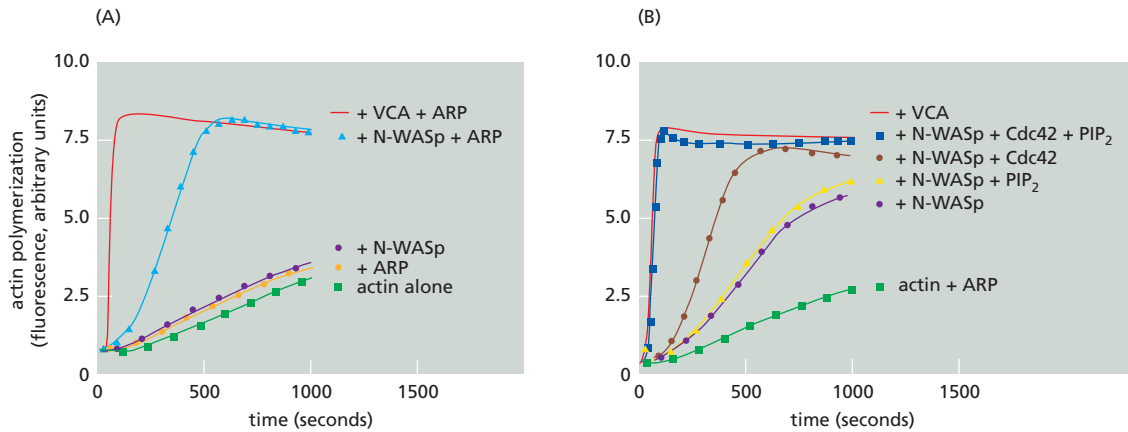 (A)
actin polymerization
(fluorescence, arbitrary units)
10.0
7.5
5.0
2.5
0
+ VCA + ARP
+ N-WASp + ARP
+ N-WASp
+ ARP
actin alone
0
500
1000
1500
time (seconds)
(B)
10.0
7.5
5.0
2.5
0
+ VCA
+ N-WASp + Cdc42 + PIP₂
+ N-WASp + Cdc42
+ N-WASp + PIP₂
+ N-WASp
actin + ARP
0
500
1000
1500
time (seconds)